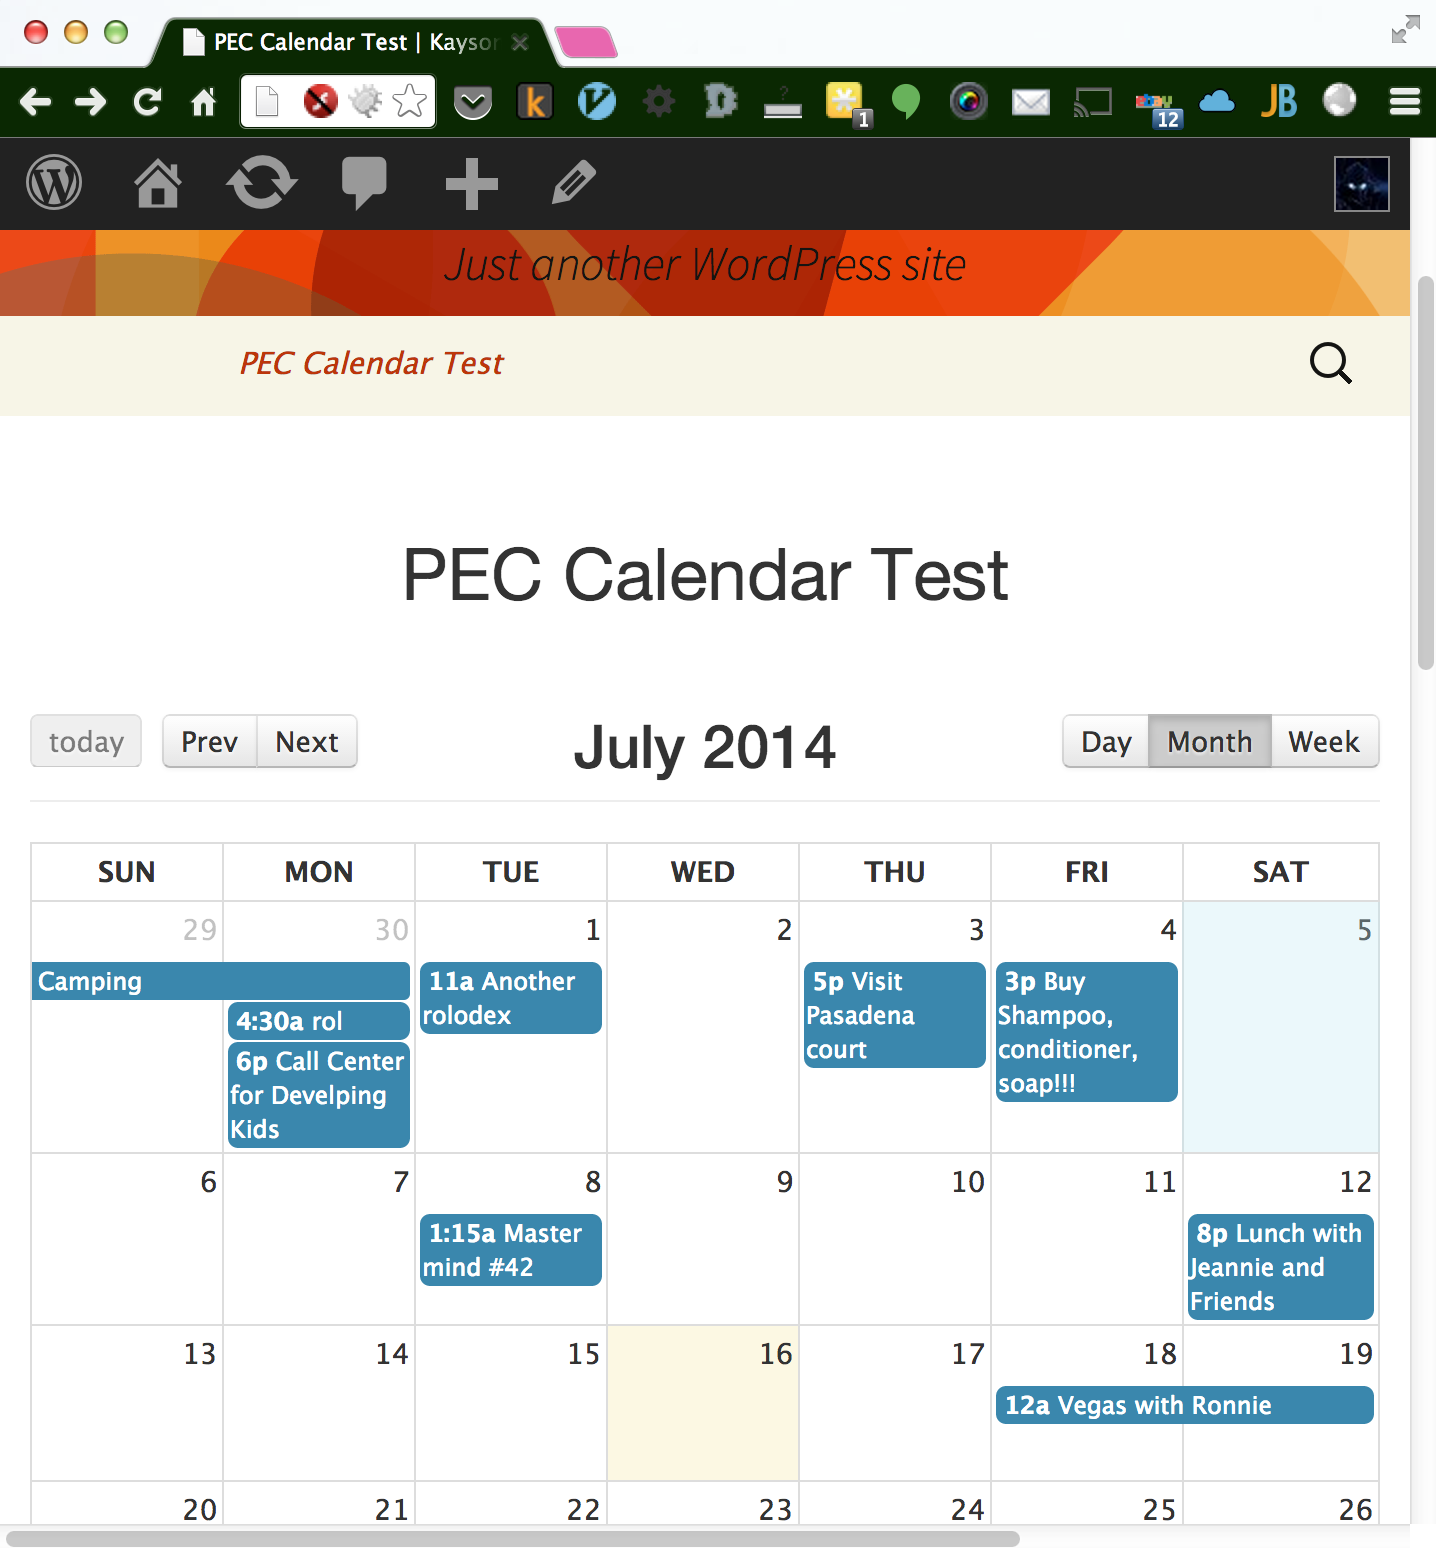 PEC Calendar Test | Kayson
1
12
JB
Just another WordPress site
PEC Calendar Test
PEC Calendar Test
today Prev Next July 2014 Day Month Week
SUN MON TUE WED THU FRI SAT
29 30 1 2 3 4 5
Camping
4:30a rol
6p Call Center
for Develping
Kids
11a Another
rolodex
5p Visit
Pasadena
court
3p Buy
Shampoo,
conditioner,
soap!!!
6 7 8 9 10 11 12
1:15a Master
mind #42
8p Lunch with
Jeannie and
Friends
13 14 15 16 17 18 19
12a Vegas with Ronnie
20 21 22 23 24 25 26